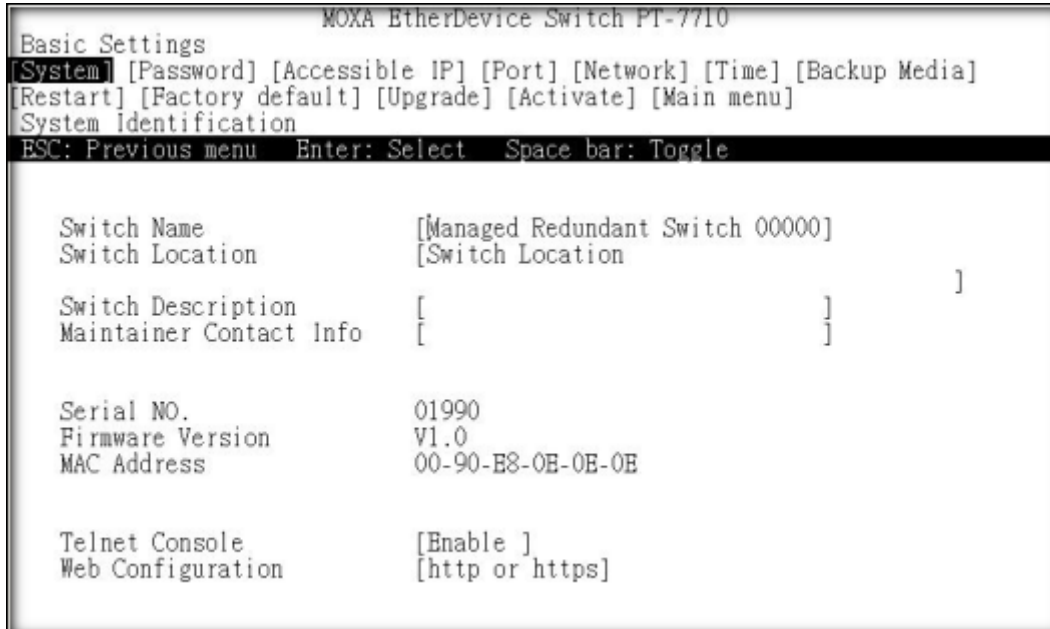 MOXA EtherDevice Switch PT-7710
Basic Settings
[System] [Password] [Accessible IP] [Port] [Network] [Time] [Backup Media]
[Restart] [Factory default] [Upgrade] [Activate] [Main menu]
System Identification
ESC: Previous menu Enter: Select Space bar: Toggle
Switch Name [Managed Redundant Switch 00000]
Switch Location [Switch Location
]
Switch Description [ ]
Maintainer Contact Info [ ]
Serial NO. 01990
Firmware Version V1.0
MAC Address 00-90-E8-0E-0E-0E
Telnet Console [Enable ]
Web Configuration [http or https]